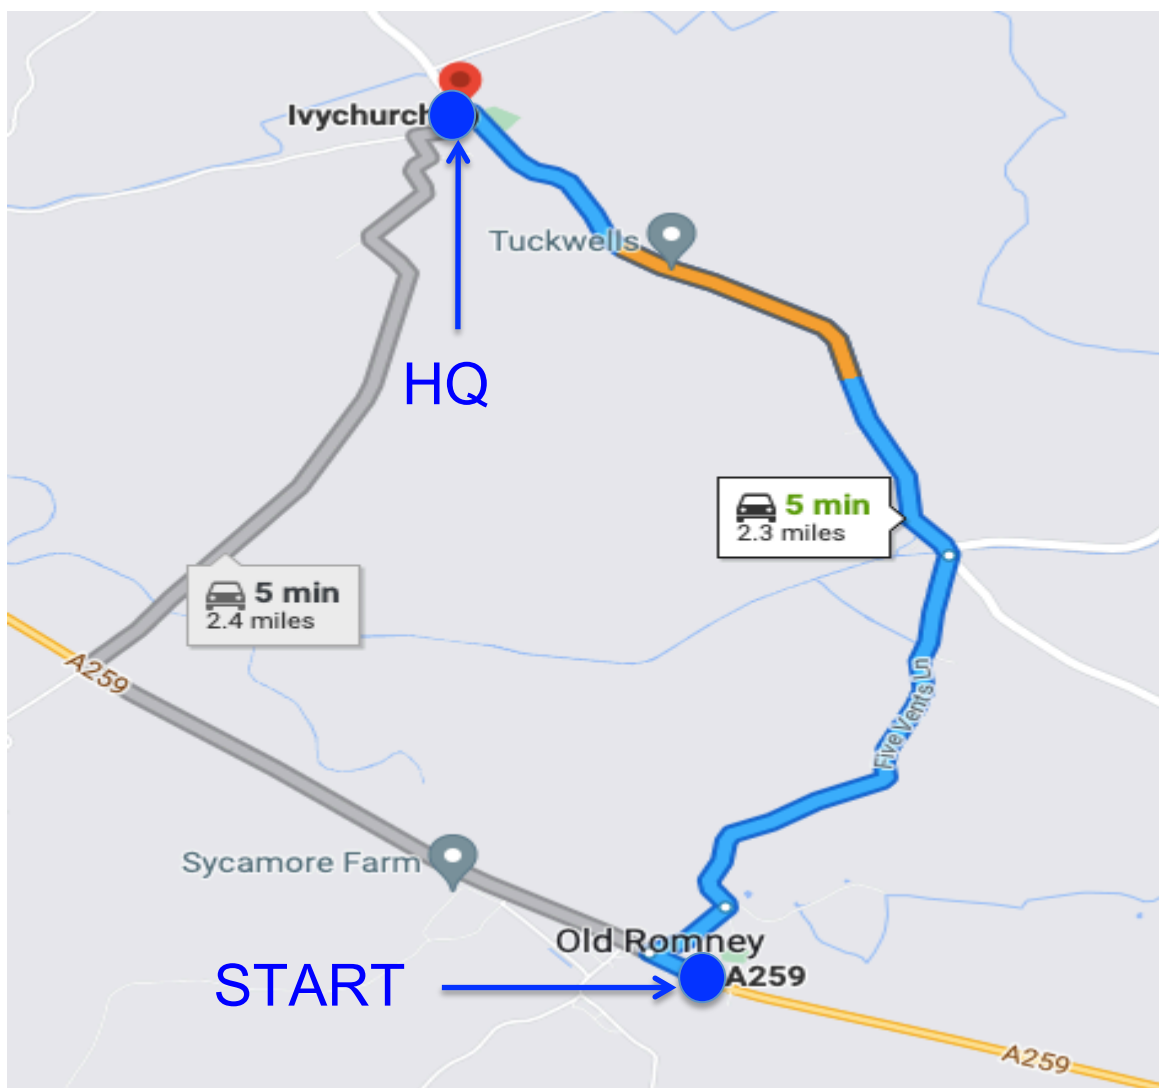 Ivychurch
Tuckwells
HQ
5 min
2.3 miles
5 min
2.4 miles
A259
Five Vents Ln
Sycamore Farm
Old Romney
START
A259
A259